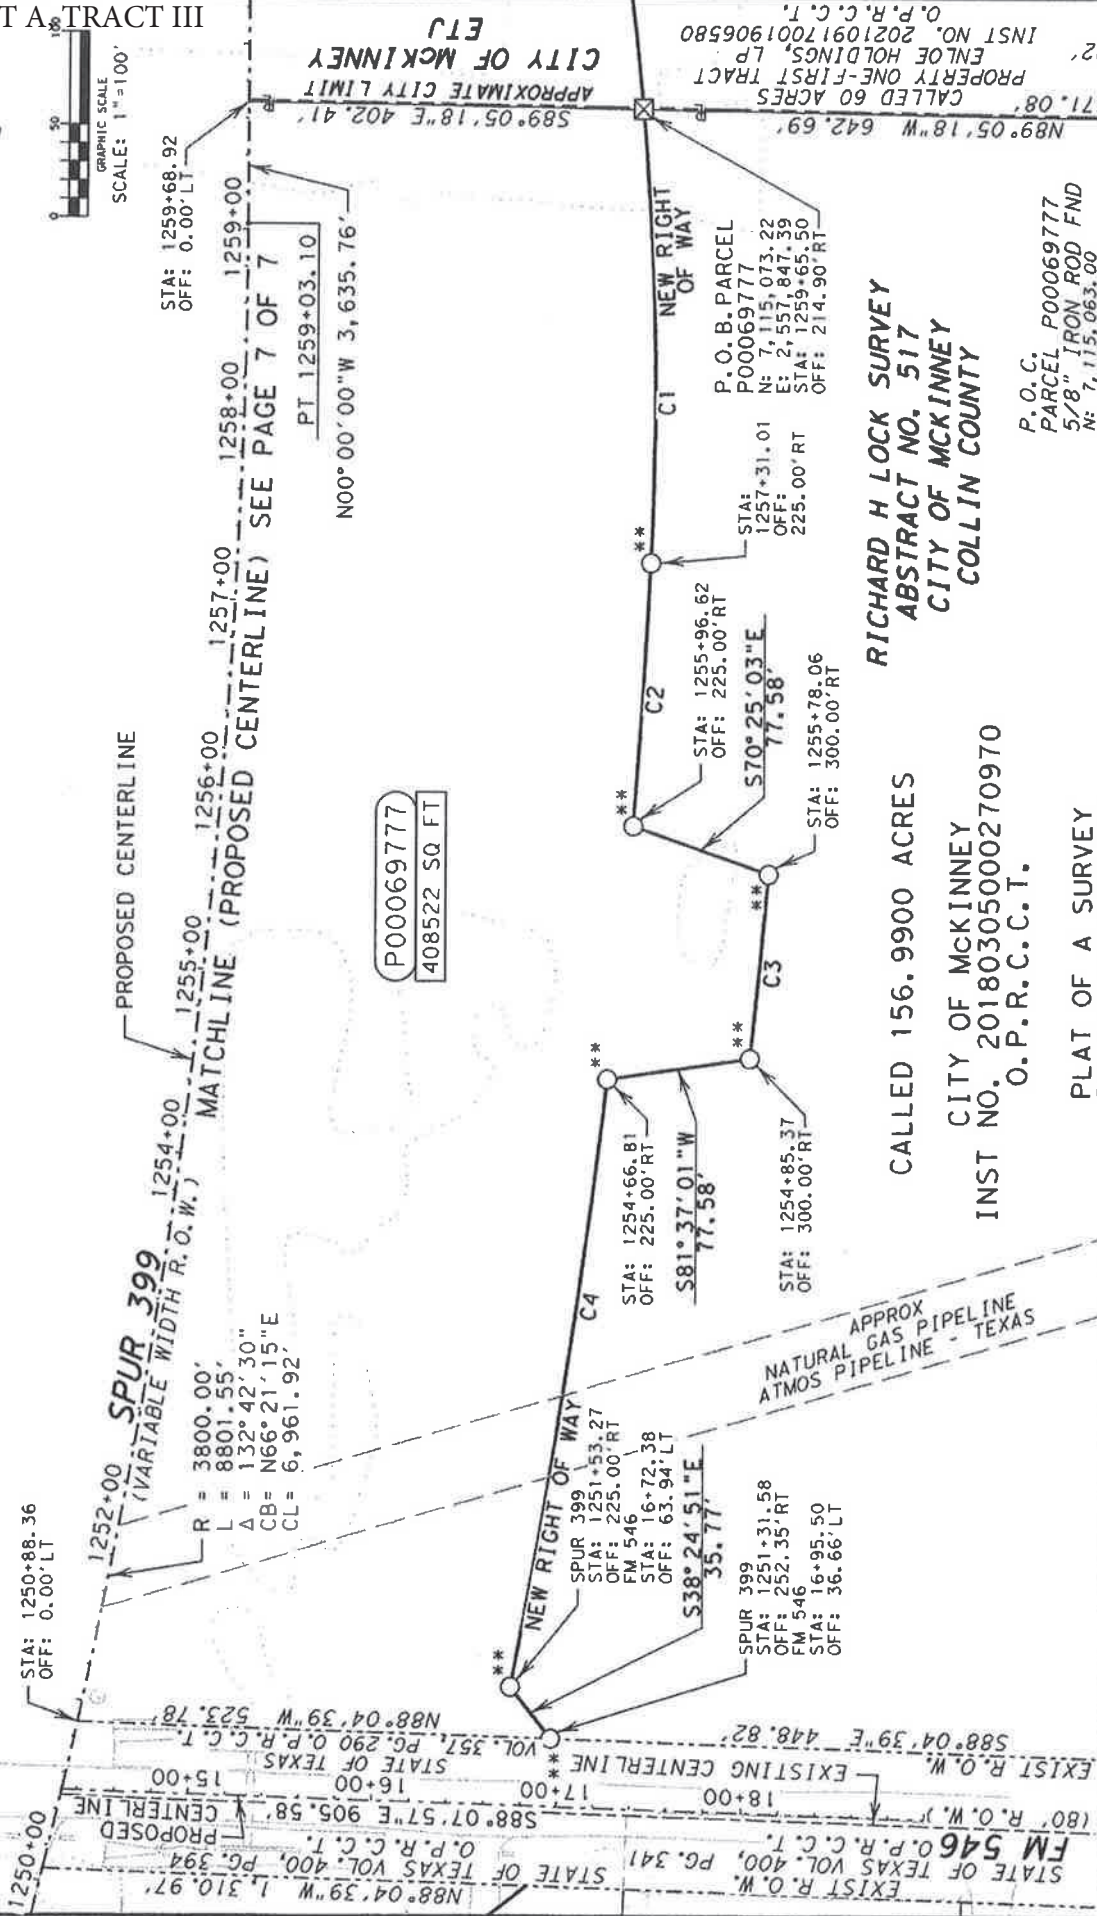 T A, TRACT III
100
50
0
GRAPHIC SCALE
SCALE: 1"=100'
STA: 1259+68.92
OFF: 0.00'LT
CITY OF McKINNEY
ETJ
APPROXIMATE CITY LIMIT
S89°05'18"E 402.41'
O.P.R.C.C.T.
INST NO. 20210917001906580
ENLOE HOLDINGS, LP
PROPERTY ONE-FIRST TRACT
CALLED 60 ACRES
71.08'
N89°05'18"W 642.69'
1259+00
1258+00
1257+00
1256+00
1255+00
1254+00
1252+00
1250+00
PT 1259+03.10
N00°00'00"W 3,635.76'
MATCHLINE (PROPOSED CENTERLINE) SEE PAGE 7 OF 7
PROPOSED CENTERLINE
NEW RIGHT
OF WAY
C1
P.O.B. PARCEL
P00069777
N: 7,115,073.22
E: 2,557,847.39
STA: 1259+65.50
OFF: 214.90'RT
P.O.C.
PARCEL P00069777
5/8" IRON ROD FND
N: 7,115,063.00
**
STA:
1257+31.01
OFF:
225.00'RT
RICHARD H LOCK SURVEY
ABSTRACT NO. 517
CITY OF MCKINNEY
COLLIN COUNTY
C2
**
STA: 1255+96.62
OFF: 225.00'RT
S70°25'03"E
77.58'
**
STA: 1255+78.06
OFF: 300.00'RT
P00069777
408522 SQ FT
C3
**
STA: 1254+85.37
OFF: 300.00'RT
**
STA: 1254+66.81
OFF: 225.00'RT
S81°37'01"W
77.58'
CALLED 156.9900 ACRES
CITY OF McKINNEY
INST NO. 20180305000270970
O.P.R.C.C.T.
PLAT OF A SURVEY
SPUR 399
(VARIABLE WIDTH R.O.W.)
R = 3800.00'
L = 8801.55'
Δ = 132°42'30"
CB= N66°21'15"E
CL= 6,961.92'
C4
NEW RIGHT OF WAY
APPROX
NATURAL GAS PIPELINE
ATMOS PIPELINE - TEXAS
STA: 1250+88.36
OFF: 0.00'LT
**
SPUR 399
STA: 1251+53.27
OFF: 225.00'RT
FM 546
STA: 16+72.38
OFF: 63.94'LT
S38°24'51"E
35.77'
SPUR 399
STA: 1251+31.58
OFF: 252.35'RT
FM 546
STA: 16+95.50
OFF: 36.66'LT
**
N88°04'39"W 523.78'
VOL. 357, PG. 290 O.P.R.C.C.T.
STATE OF TEXAS
S88°04'39"E 448.82'
EXIST R.O.W.
EXISTING CENTERLINE
15+00
16+00
17+00
18+00
S88°07'57"E 905.58'
PROPOSED
CENTERLINE
(80' R.O.W.)
FM 546
O.P.R.C.C.T.
STATE OF TEXAS VOL. 400, PG. 341
EXIST R.O.W.
O.P.R.C.C.T.
STATE OF TEXAS VOL. 400, PG. 394
N88°04'39"W 1,310.97'